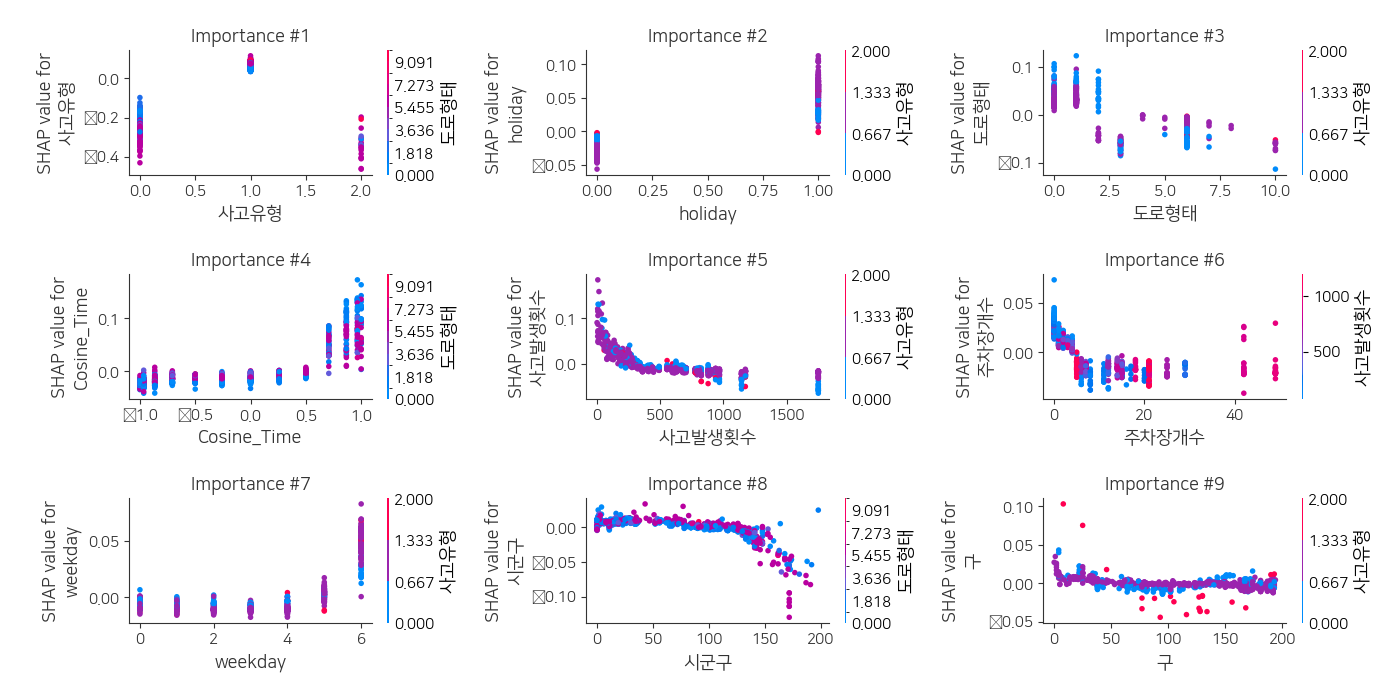 Importance #1
SHAP value for
사고유형
0.0
▯0.2
▯0.4
0.0 0.5 1.0 1.5 2.0
사고유형
9.091
7.273
5.455
3.636
1.818
0.000
도로형태
Importance #2
SHAP value for
holiday
0.10
0.05
0.00
▯0.05
0.00 0.25 0.50 0.75 1.00
holiday
2.000
1.333
0.667
0.000
사고유형
Importance #3
SHAP value for
도로형태
0.1
0.0
▯0.1
0.0 2.5 5.0 7.5 10.0
도로형태
2.000
1.333
0.667
0.000
사고유형
Importance #4
SHAP value for
Cosine_Time
0.1
0.0
▯1.0 ▯0.5 0.0 0.5 1.0
Cosine_Time
9.091
7.273
5.455
3.636
1.818
0.000
도로형태
Importance #5
SHAP value for
사고발생횟수
0.1
0.0
0 500 1000 1500
사고발생횟수
2.000
1.333
0.667
0.000
사고유형
Importance #6
SHAP value for
주차장개수
0.05
0.00
0 20 40
주차장개수
1000
500
사고발생횟수
Importance #7
SHAP value for
weekday
0.05
0.00
0 2 4 6
weekday
2.000
1.333
0.667
0.000
사고유형
Importance #8
SHAP value for
시군구
0.00
▯0.05
▯0.10
0 50 100 150 200
시군구
9.091
7.273
5.455
3.636
1.818
0.000
도로형태
Importance #9
SHAP value for
구
0.10
0.05
0.00
▯0.05
0 50 100 150 200
구
2.000
1.333
0.667
0.000
사고유형